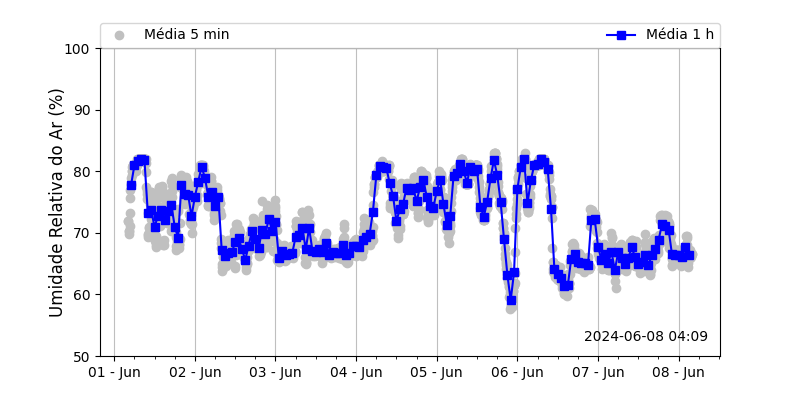 Média 5 min
Média 1 h
Umidade Relativa do Ar (%)
100
90
80
70
60
50
2024-06-08 04:09
01 - Jun
02 - Jun
03 - Jun
04 - Jun
05 - Jun
06 - Jun
07 - Jun
08 - Jun